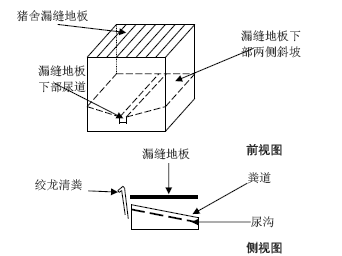 猪舍漏缝地板
漏缝地板下
部两侧斜坡
漏缝地板
下部尿道
前视图
漏缝地板
绞龙清粪
粪道
尿沟
侧视图